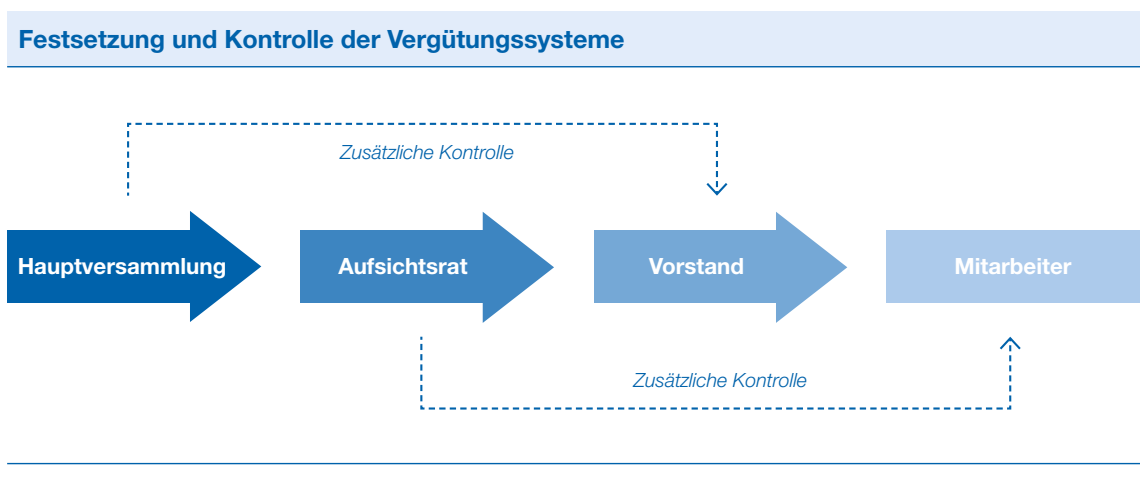 Festsetzung und Kontrolle der Vergütungssysteme
Zusätzliche Kontrolle
Hauptversammlung
Aufsichtsrat
Vorstand
Mitarbeiter
Zusätzliche Kontrolle